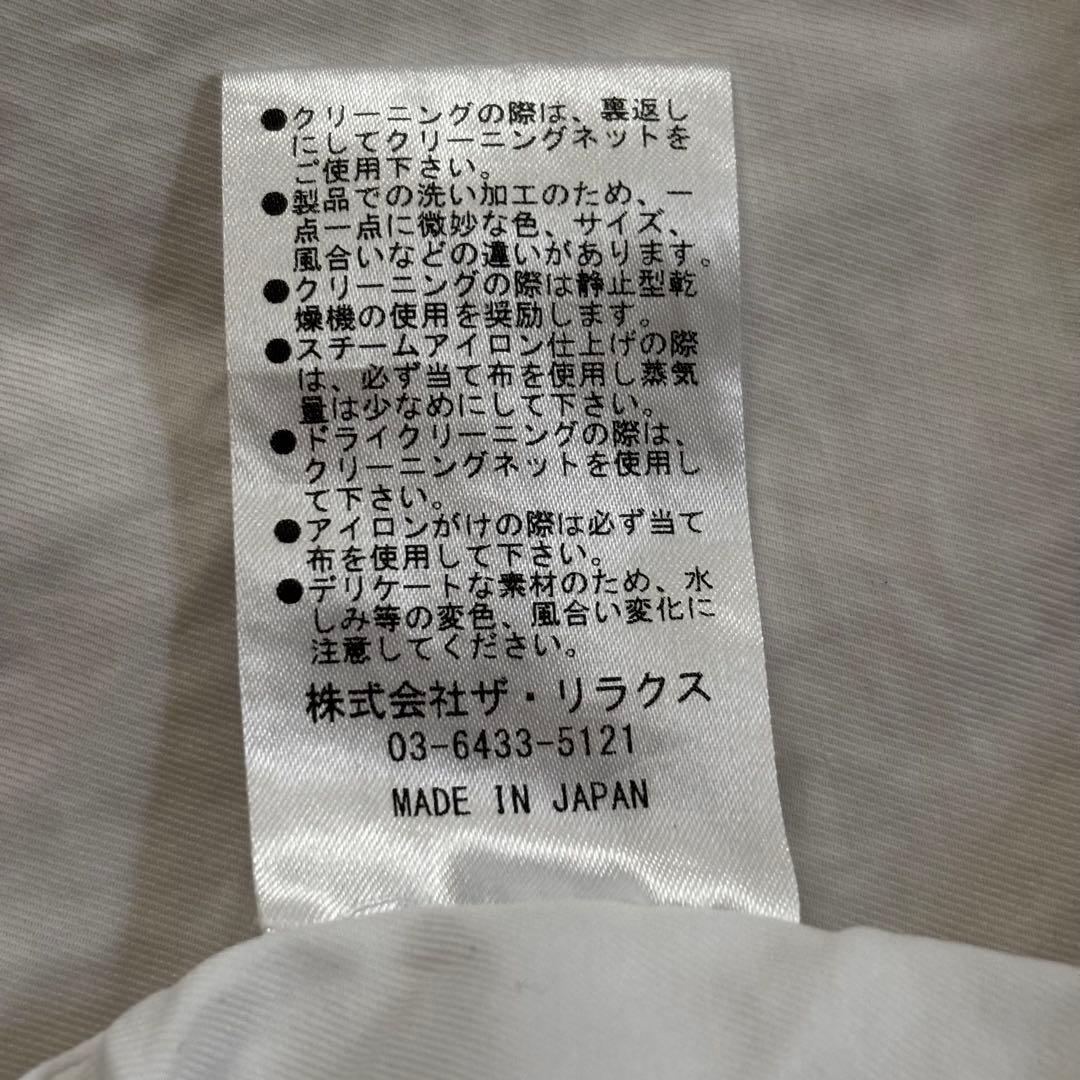 ●クリーニングの際は、裏返し
にしてクリーニングネットを
ご使用下さい。
●製品での洗い加工のため、一
点一点に微妙な色、サイズ、
風合いなどの違いがあります。
●クリーニングの際は静止型乾
燥機の使用を奨励します。
●スチームアイロン仕上げの際
は、必ず当て布を使用し蒸気
量は少なめにして下さい。
●ドライクリーニングの際は、
クリーニングネットを使用し
て下さい。
●アイロンがけの際は必ず当て
布を使用して下さい。
●デリケートな素材のため、水
しみ等の変色、風合い変化に
注意してください。
株式会社ザ・リラクス
03-6433-5121
MADE IN JAPAN